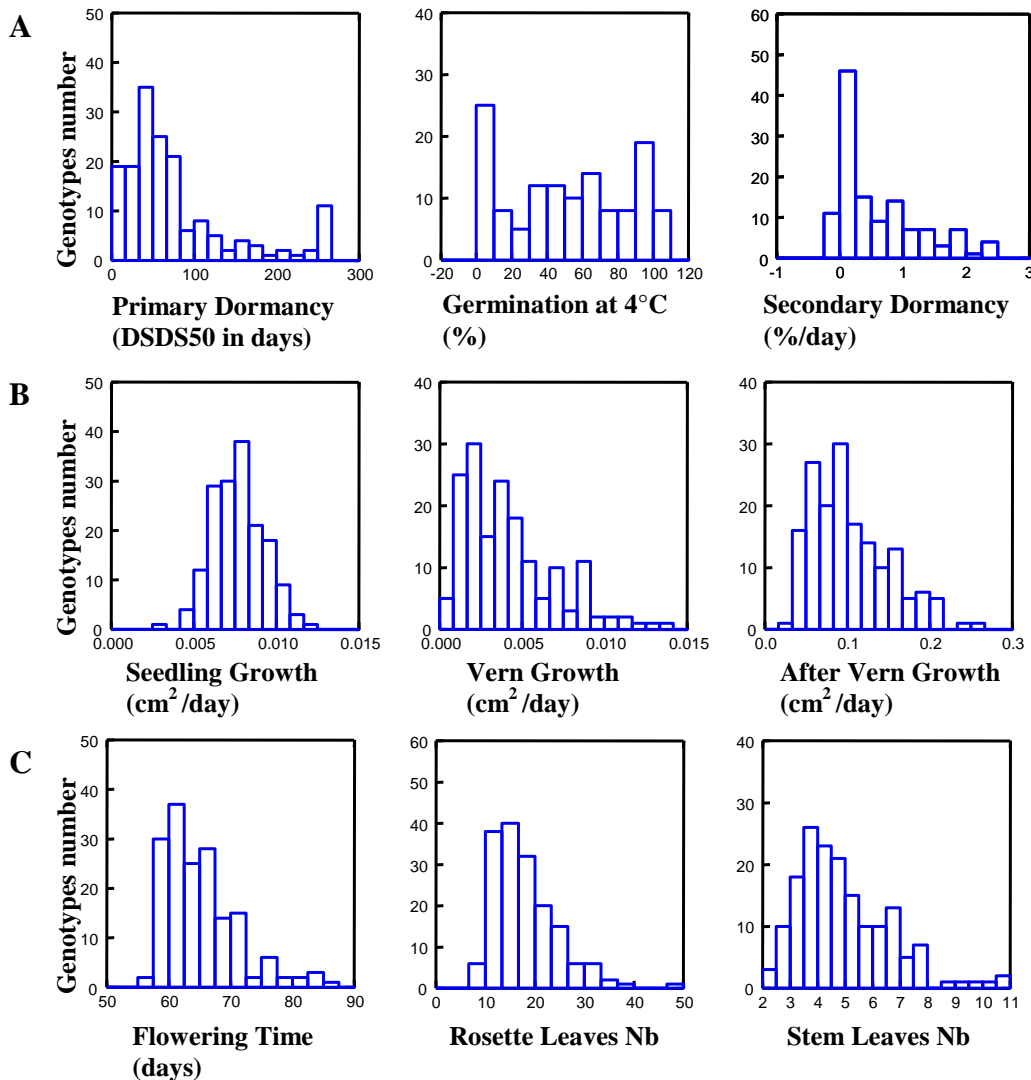 A
Genotypes number
50
40
30
20
10
0
0 100 200 300
Primary Dormancy
(DSDS50 in days)
40
30
20
10
0
-20 0 20 40 60 80 100 120
Germination at 4°C
(%)
60
50
40
30
20
10
0
-1 0 1 2 3
Secondary Dormancy
(%/day)
B
Genotypes number
50
40
30
20
10
0
0.000 0.005 0.010 0.015
Seedling Growth
(cm² /day)
40
30
20
10
0
0.000 0.005 0.010 0.015
Vern Growth
(cm² /day)
40
30
20
10
0
0.0 0.1 0.2 0.3
After Vern Growth
(cm² /day)
C
Genotypes number
50
40
30
20
10
0
50 60 70 80 90
Flowering Time
(days)
60
50
40
30
20
10
0
0 10 20 30 40 50
Rosette Leaves Nb
40
30
20
10
0
2 3 4 5 6 7 8 9 10 11
Stem Leaves Nb